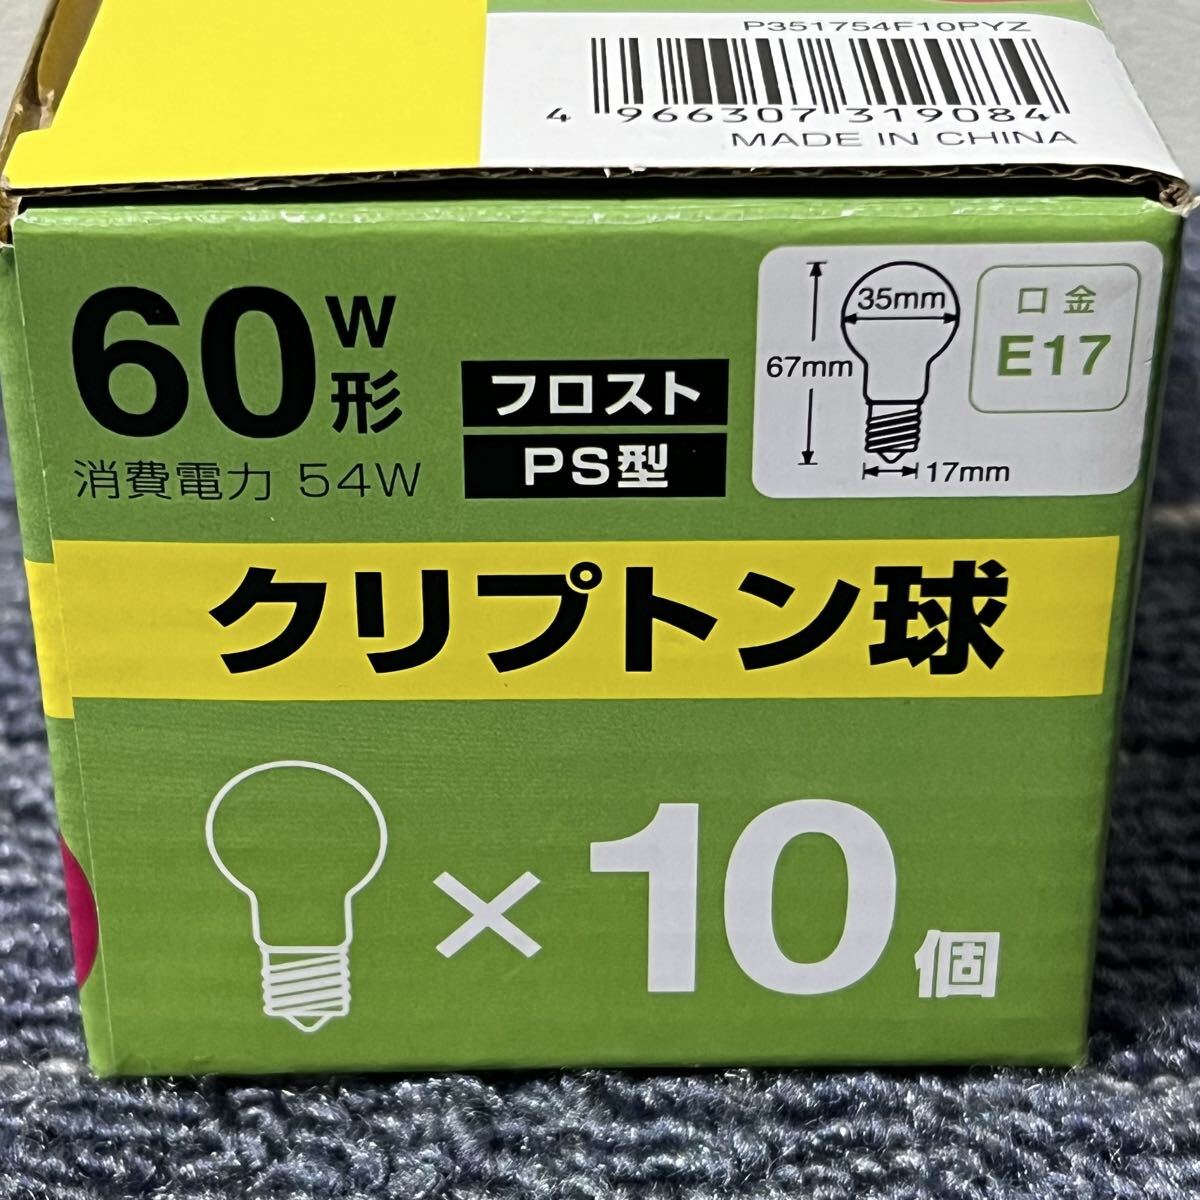 P351754F10PYZ
4 966307 319084
MADE IN CHINA
60W形
消費電力 54W
フロスト
PS型
35mm
67mm
17mm
口金
E17
クリプトン球
×10個